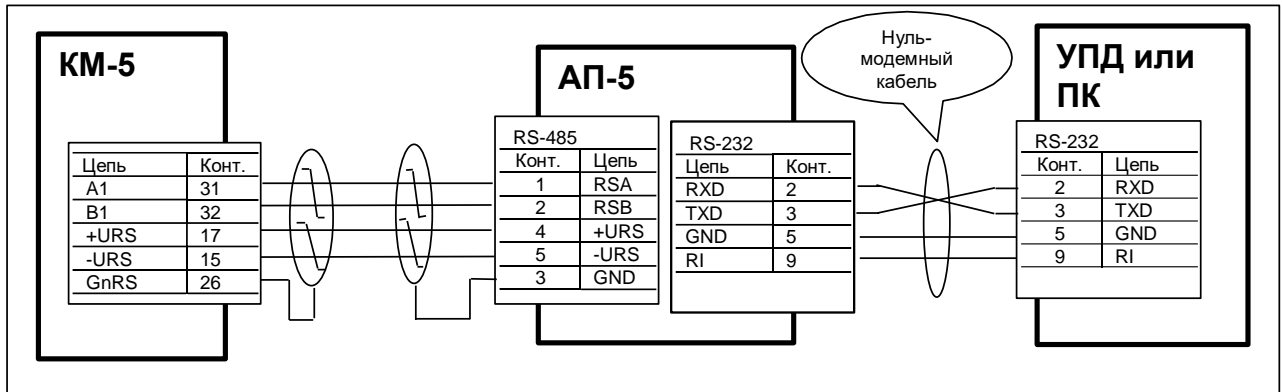 КМ-5
Цепь Конт.
A1 31
B1 32
+URS 17
-URS 15
GnRS 26
АП-5
RS-485
Конт. Цепь
1 RSA
2 RSB
4 +URS
5 -URS
3 GND
RS-232
Цепь Конт.
RXD 2
TXD 3
GND 5
RI 9
Нуль-
модемный
кабель
УПД или
ПК
RS-232
Конт. Цепь
2 RXD
3 TXD
5 GND
9 RI